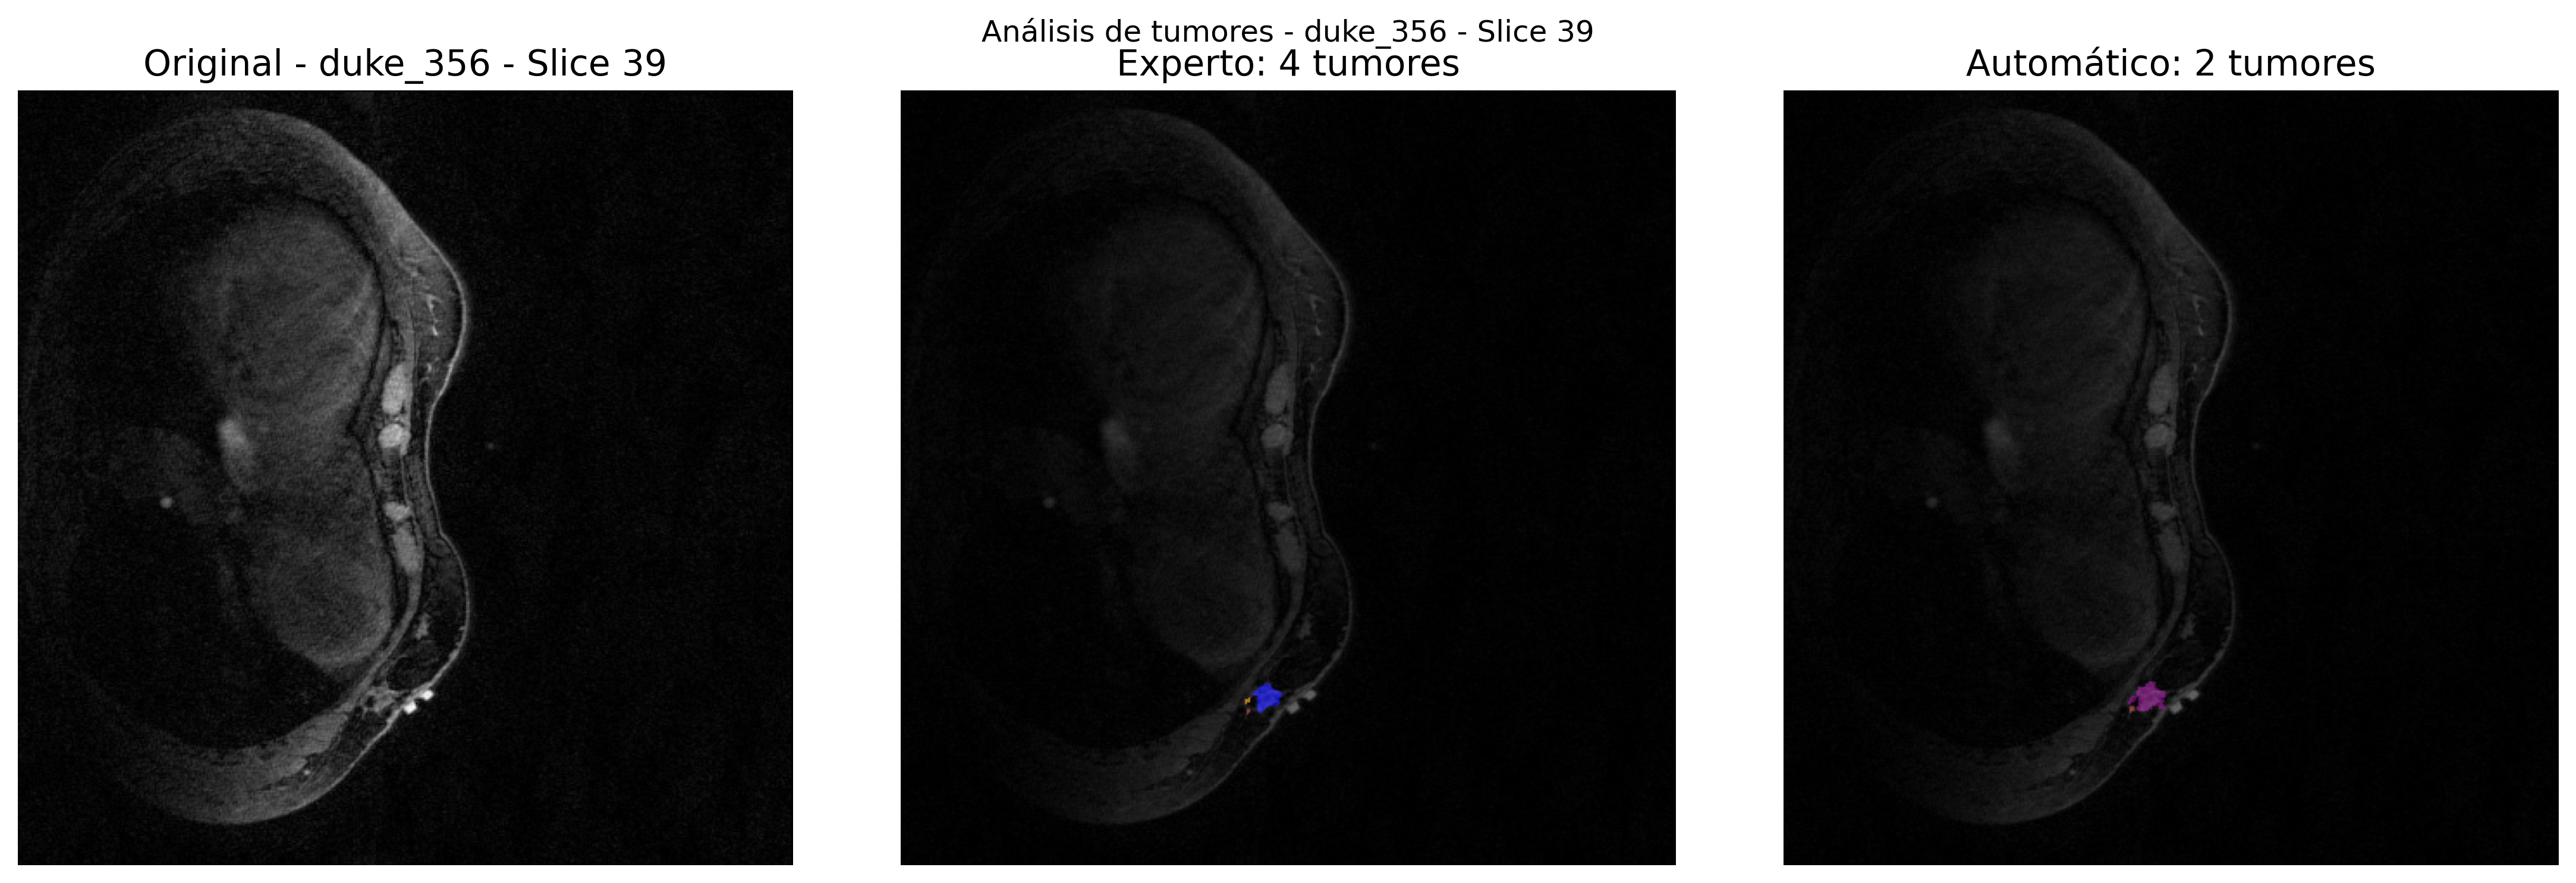 Análisis de tumores - duke_356 - Slice 39
Original - duke_356 - Slice 39
Experto: 4 tumores
Automático: 2 tumores